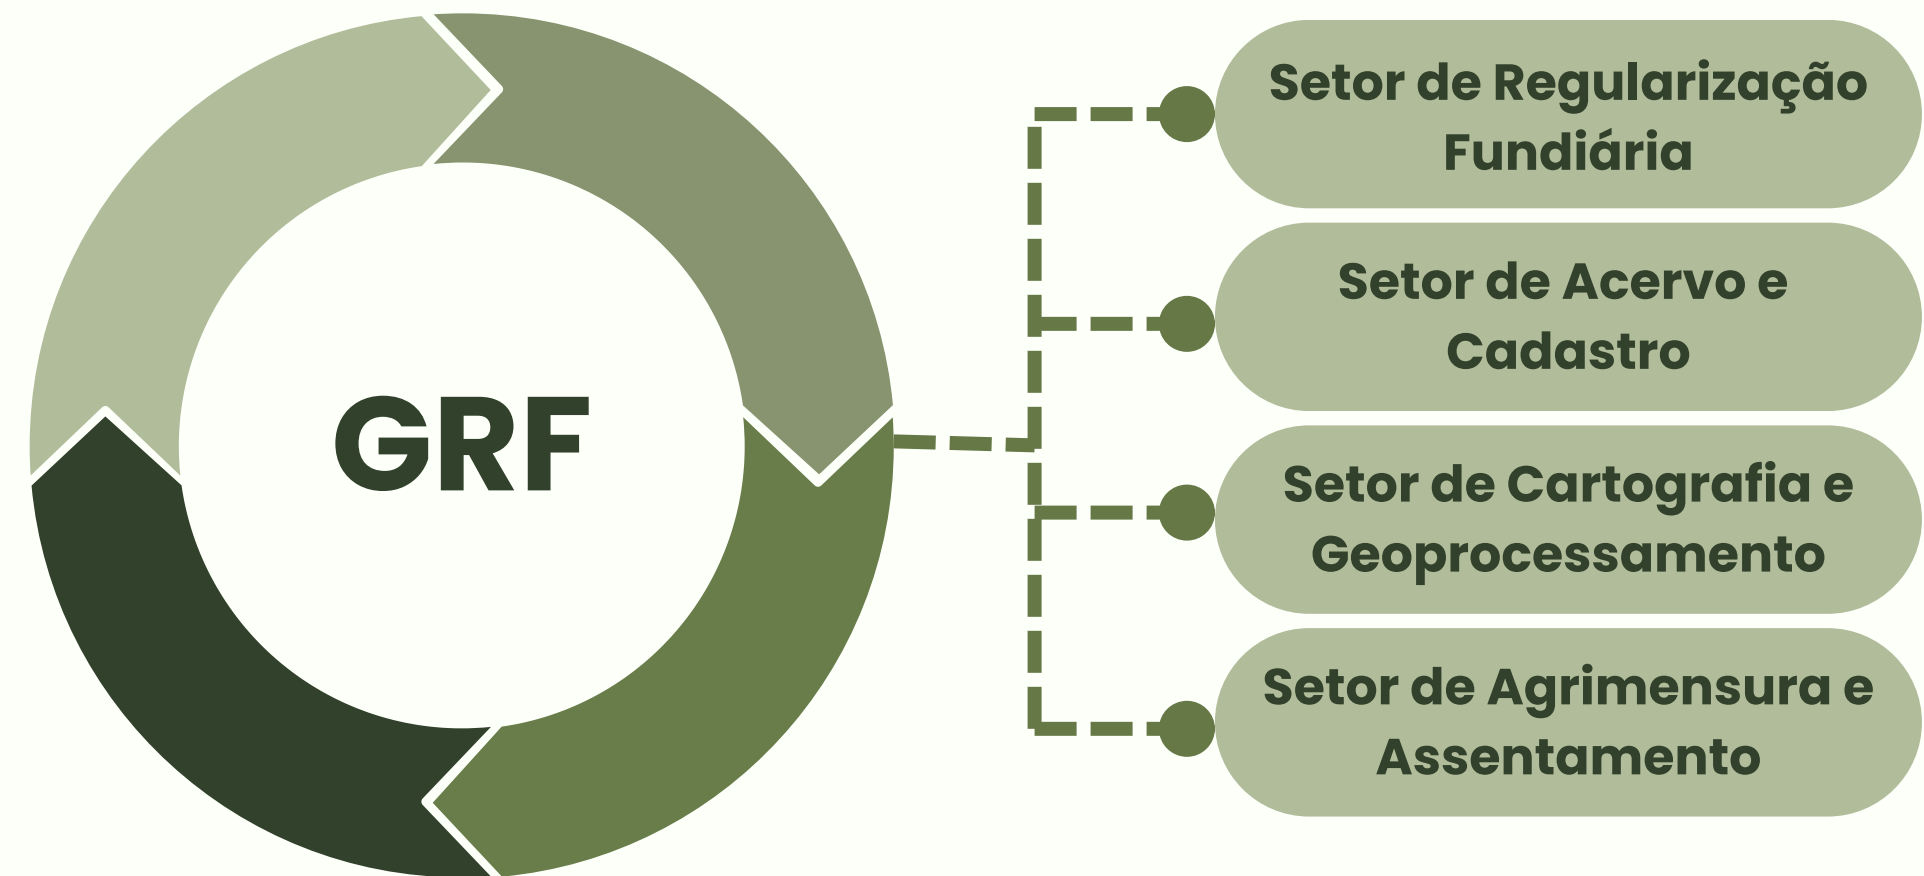 GRF
Setor de Regularização
Fundiária
Setor de Acervo e
Cadastro
Setor de Cartografia e
Geoprocessamento
Setor de Agrimensura e
Assentamento